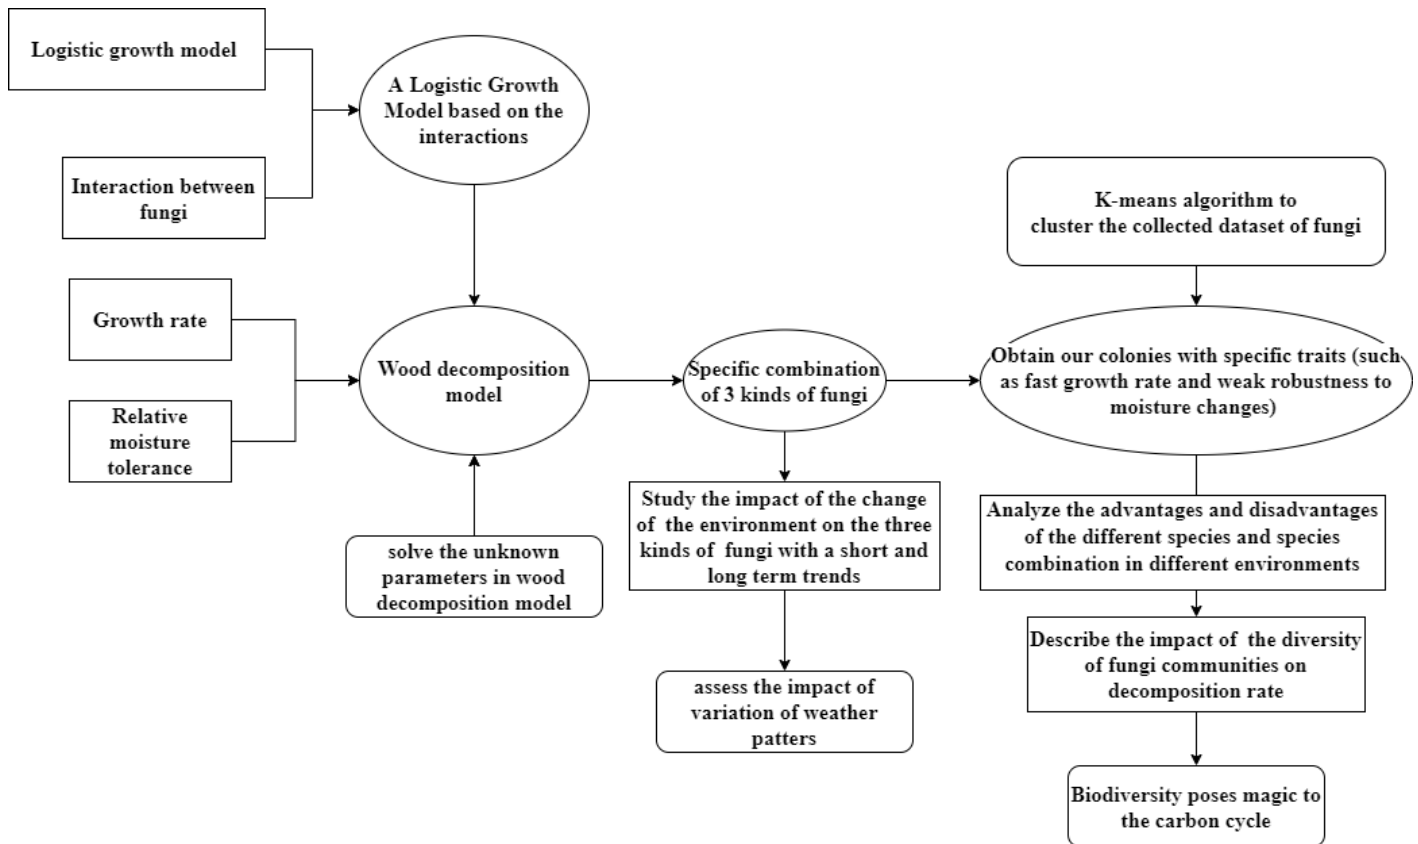 Logistic growth model
A Logistic Growth
Model based on the
interactions
Interaction between
fungi
Growth rate
Relative
moisture
tolerance
Wood decomposition
model
solve the unknown
parameters in wood
decomposition model
Specific combination
of 3 kinds of fungi
Study the impact of the change
of the environment on the three
kinds of fungi with a short and
long term trends
assess the impact of
variation of weather
patters
K-means algorithm to
cluster the collected dataset of fungi
Obtain our colonies with specific traits (such
as fast growth rate and weak robustness to
moisture changes)
Analyze the advantages and disadvantages
of the different species and species
combination in different environments
Describe the impact of the diversity
of fungi communities on
decomposition rate
Biodiversity poses magic to
the carbon cycle